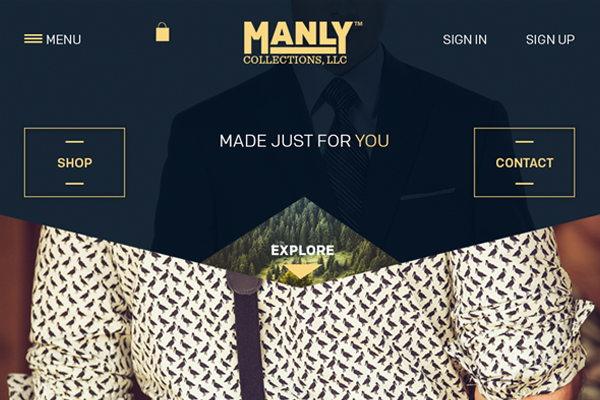 MENU
MANLY™
COLLECTIONS, LLC
SIGN IN
SIGN UP
SHOP
MADE JUST FOR YOU
CONTACT
EXPLORE